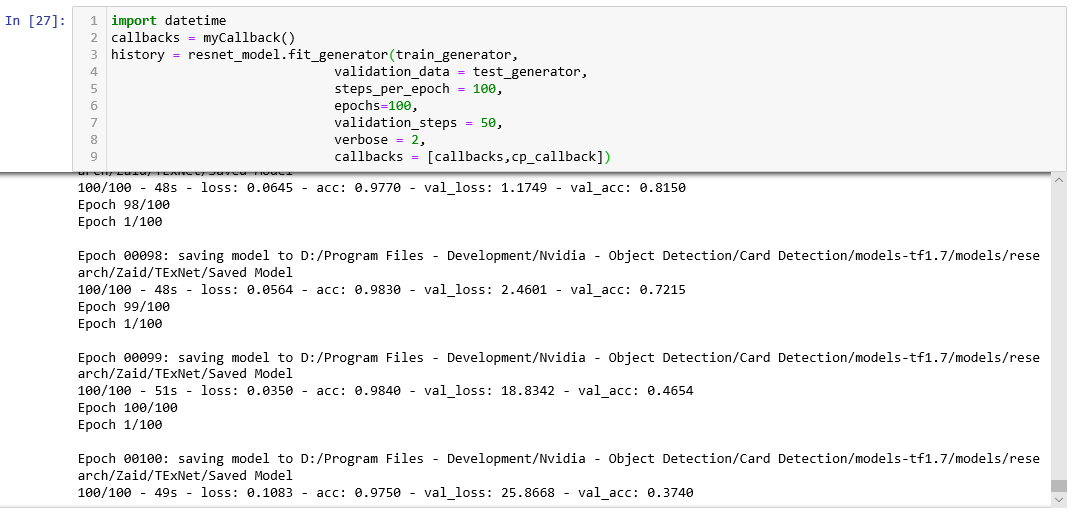 In [27]:
1 import datetime
2 callbacks = myCallback()
3 history = resnet_model.fit_generator(train_generator,
4 validation_data = test_generator,
5 steps_per_epoch = 100,
6 epochs=100,
7 validation_steps = 50,
8 verbose = 2,
9 callbacks = [callbacks,cp_callback])
arch/Zaid/TExNet/Saved Model
100/100 - 48s - loss: 0.0645 - acc: 0.9770 - val_loss: 1.1749 - val_acc: 0.8150
Epoch 98/100
Epoch 1/100
Epoch 00098: saving model to D:/Program Files - Development/Nvidia - Object Detection/Card Detection/models-tf1.7/models/rese
arch/Zaid/TExNet/Saved Model
100/100 - 48s - loss: 0.0564 - acc: 0.9830 - val_loss: 2.4601 - val_acc: 0.7215
Epoch 99/100
Epoch 1/100
Epoch 00099: saving model to D:/Program Files - Development/Nvidia - Object Detection/Card Detection/models-tf1.7/models/rese
arch/Zaid/TExNet/Saved Model
100/100 - 51s - loss: 0.0350 - acc: 0.9840 - val_loss: 18.8342 - val_acc: 0.4654
Epoch 100/100
Epoch 1/100
Epoch 00100: saving model to D:/Program Files - Development/Nvidia - Object Detection/Card Detection/models-tf1.7/models/rese
arch/Zaid/TExNet/Saved Model
100/100 - 49s - loss: 0.1083 - acc: 0.9750 - val_loss: 25.8668 - val_acc: 0.3740